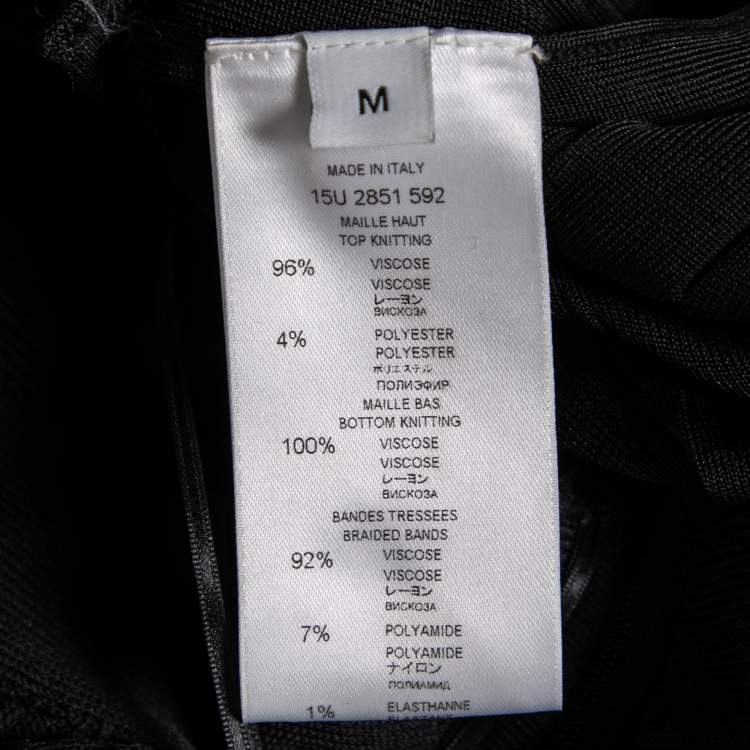 M
MADE IN ITALY
15U 2851 592
MAILLE HAUT
TOP KNITTING
96% VISCOSE
VISCOSE
レーヨン
ВИСКОЗА
4% POLYESTER
POLYESTER
ポリエステル
ПОЛИЭФИР
MAILLE BAS
BOTTOM KNITTING
100% VISCOSE
VISCOSE
レーヨン
ВИСКОЗА
BANDES TRESSEES
BRAIDED BANDS
92% VISCOSE
VISCOSE
レーヨン
ВИСКОЗА
7% POLYAMIDE
POLYAMIDE
ナイロン
ПОЛИАМИД
1% ELASTHANNE